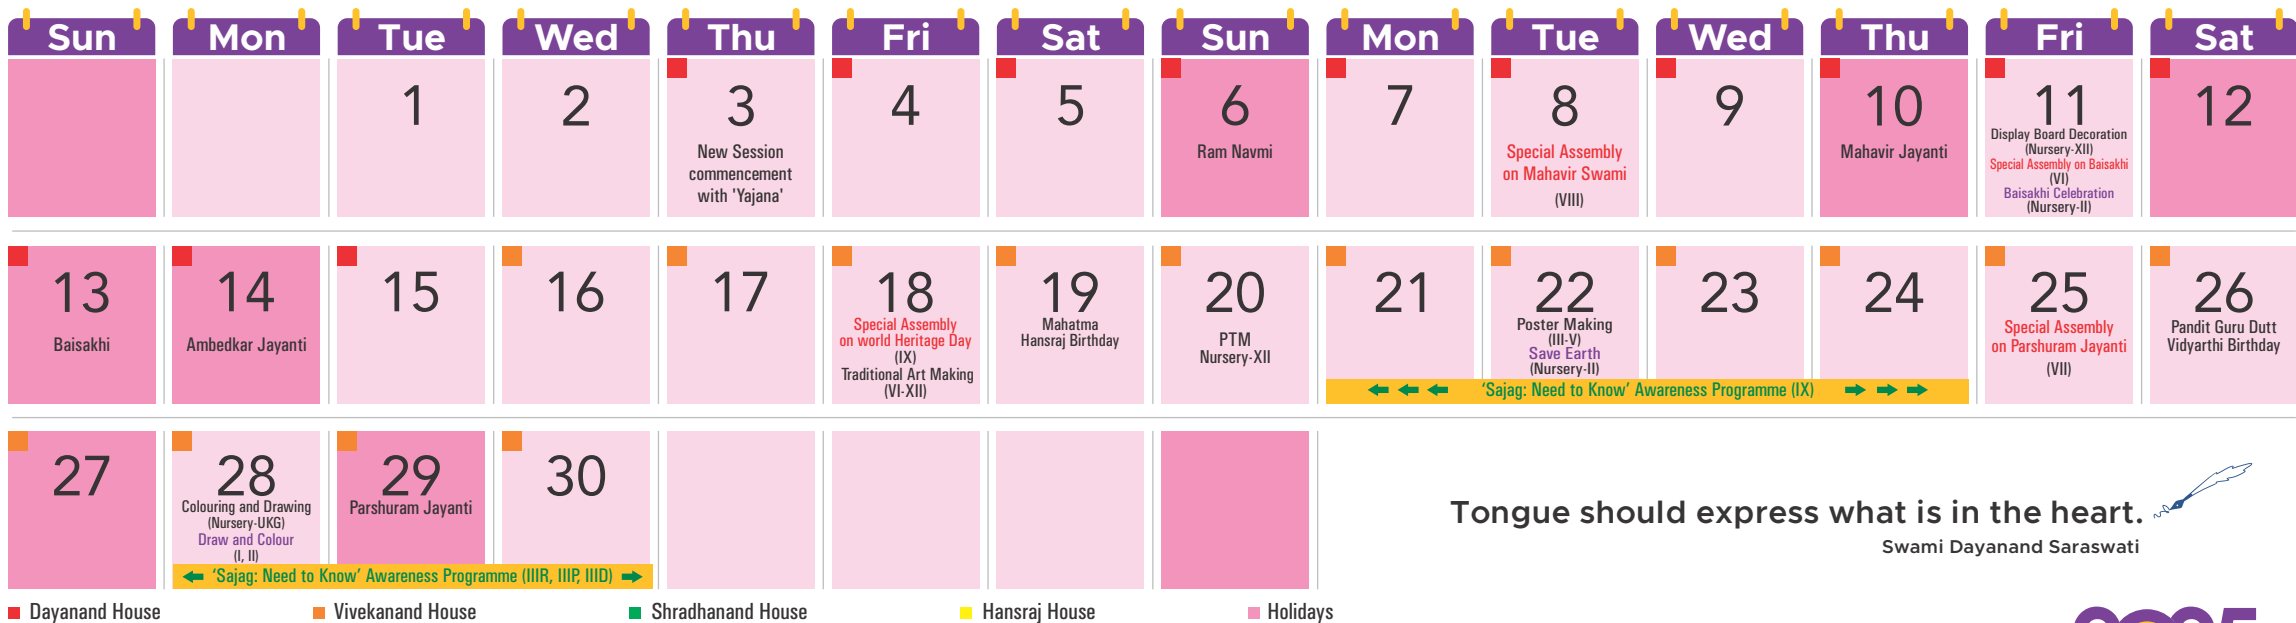 Sun Mon Tue Wed Thu Fri Sat Sun Mon Tue Wed Thu Fri Sat
1
2
3
New Session
commencement
with 'Yajana'
4
5
6
Ram Navmi
7
8
Special Assembly
on Mahavir Swami
(VIII)
9
10
Mahavir Jayanti
11
Display Board Decoration
(Nursery-XII)
Special Assembly on Baisakhi
(VI)
Baisakhi Celebration
(Nursery-II)
12
13
Baisakhi
14
Ambedkar Jayanti
15
16
17
18
Special Assembly
on world Heritage Day
(IX)
Traditional Art Making
(VI-XII)
19
Mahatma
Hansraj Birthday
20
PTM
Nursery-XII
21
22
Poster Making
(III-V)
Save Earth
(Nursery-II)
23
24
'Sajag: Need to Know' Awareness Programme (IX)
25
Special Assembly
on Parshuram Jayanti
(VII)
26
Pandit Guru Dutt
Vidyarthi Birthday
27
28
Colouring and Drawing
(Nursery-UKG)
Draw and Colour
(I, II)
29
Parshuram Jayanti
30
'Sajag: Need to Know' Awareness Programme (IIIR, IIIP, IIID)
Tongue should express what is in the heart.
Swami Dayanand Saraswati
Dayanand House Vivekanand House Shradhanand House Hansraj House Holidays